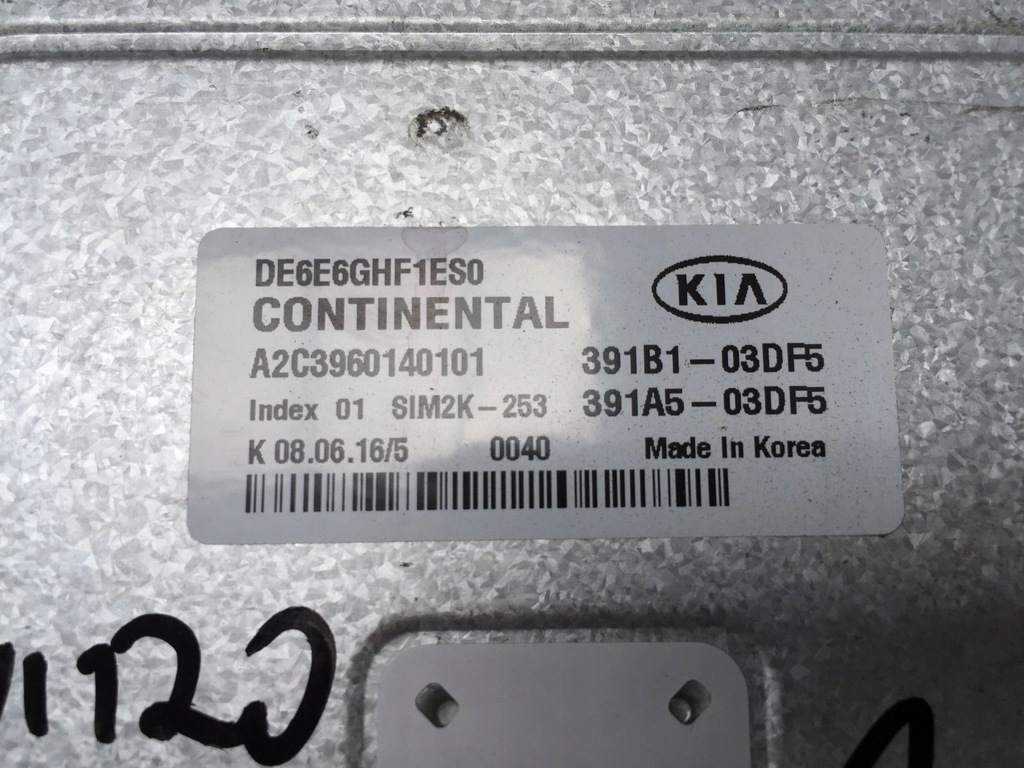 DE6E6GHF1ES0
CONTINENTAL
KIA
A2C3960140101 391B1-03DF5
Index 01 SIM2K-253 391A5-03DF5
K 08.06.16/5 0040 Made In Korea
1120